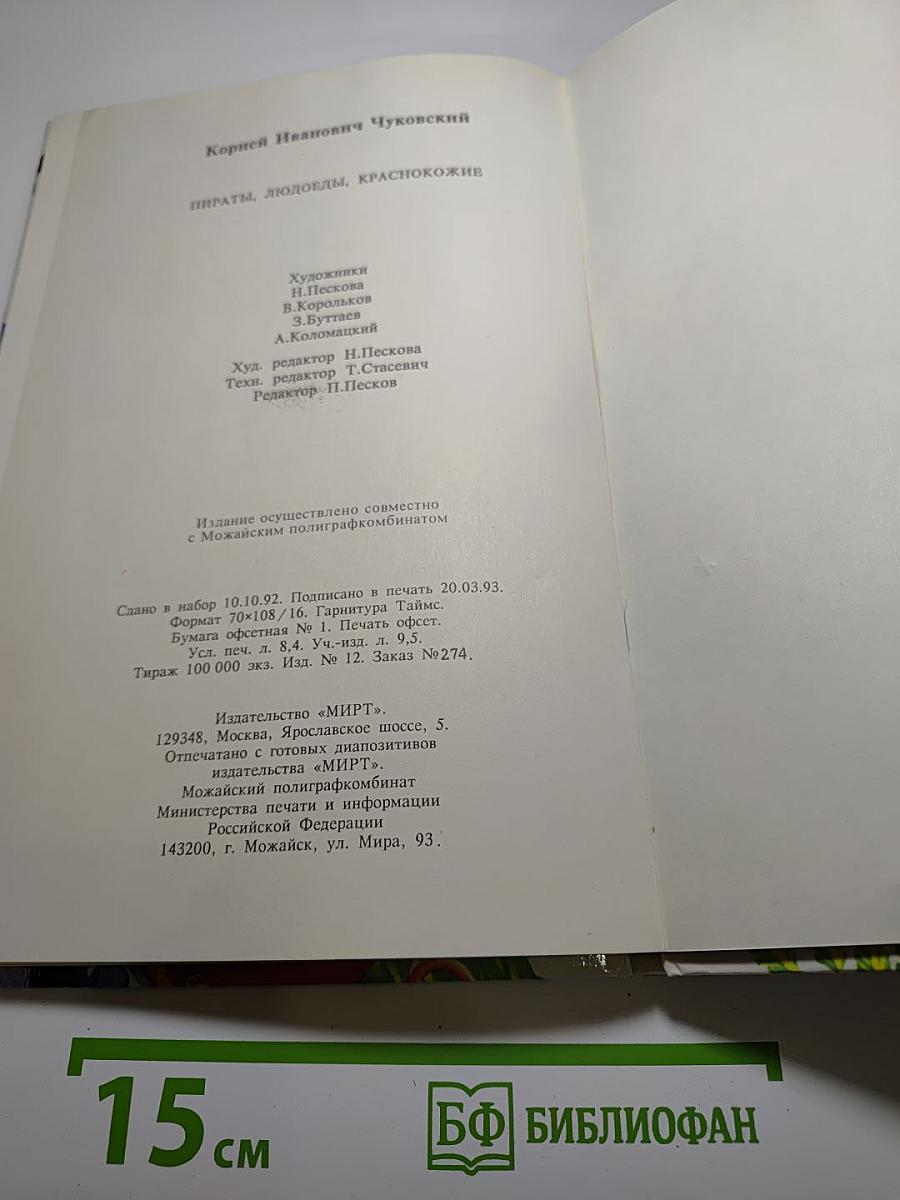 Корней Иванович Чуковский
ПИРАТЫ, ЛЮДОЕДЫ, КРАСНОКОЖИЕ
Художники
Н.Пескова
В.Корольков
З.Буттаев
А.Коломацкий
Худ. редактор Н.Пескова
Техн. редактор Т.Стасевич
Редактор П.Песков
Издание осуществлено совместно
с Можайским полиграфкомбинатом
Сдано в набор 10.10.92. Подписано в печать 20.03.93.
Формат 70×108/16. Гарнитура Таймс.
Бумага офсетная № 1. Печать офсет.
Усл. печ. л. 8,4. Уч.-изд. л. 9,5.
Тираж 100 000 экз. Изд. № 12. Заказ №274.
Издательство «МИРТ».
129348, Москва, Ярославское шоссе, 5.
Отпечатано с готовых диапозитивов
издательства «МИРТ».
Можайский полиграфкомбинат
Министерства печати и информации
Российской Федерации
143200, г. Можайск, ул. Мира, 93.
15 см
БФ БИБЛИОФАН